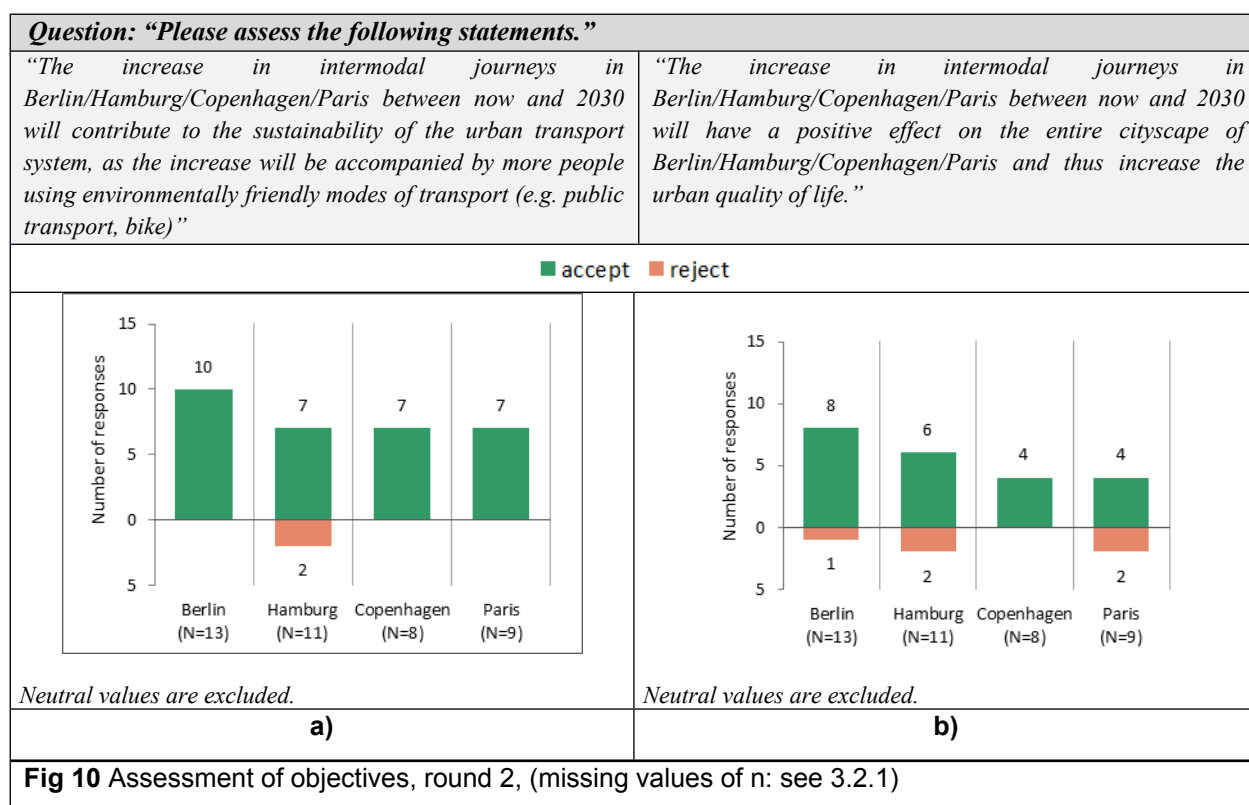 Question: “Please assess the following statements.”
“The increase in intermodal journeys in
Berlin/Hamburg/Copenhagen/Paris between now and 2030
will contribute to the sustainability of the urban transport
system, as the increase will be accompanied by more people
using environmentally friendly modes of transport (e.g. public
transport, bike)”
“The increase in intermodal journeys in
Berlin/Hamburg/Copenhagen/Paris between now and 2030
will have a positive effect on the entire cityscape of
Berlin/Hamburg/Copenhagen/Paris and thus increase the
urban quality of life.”
accept reject
Number of responses
15
10
5
0
5
10
7
7
7
2
Berlin Hamburg Copenhagen Paris
(N=13) (N=11) (N=8) (N=9)
Neutral values are excluded.
a)
Number of responses
15
10
5
0
5
8
6
4
4
1
2
2
Berlin Hamburg Copenhagen Paris
(N=13) (N=11) (N=8) (N=9)
Neutral values are excluded.
b)
Fig 10 Assessment of objectives, round 2, (missing values of n: see 3.2.1)